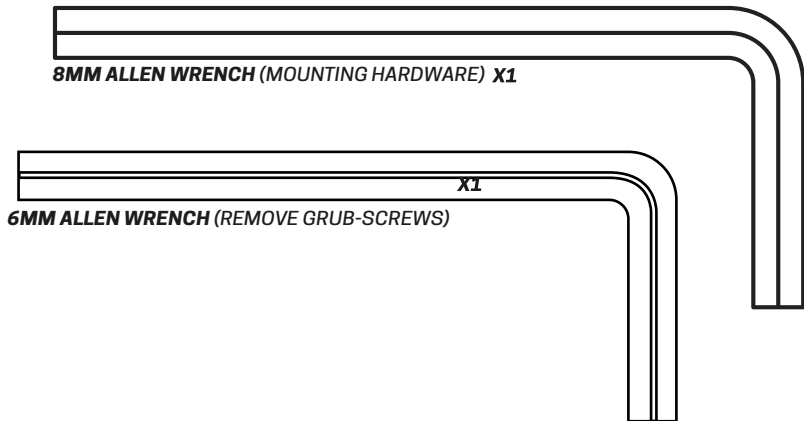 8MM ALLEN WRENCH (MOUNTING HARDWARE) X1
X1
6MM ALLEN WRENCH (REMOVE GRUB-SCREWS)